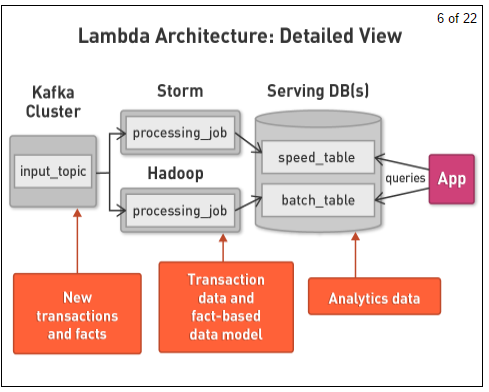 6 of 22
Lambda Architecture: Detailed View
Kafka
Cluster
Storm
Serving DB(s)
input_topic
processing_job
Hadoop
processing_job
speed_table
batch_table
queries
App
New
transactions
and facts
Transaction
data and
fact-based
data model
Analytics data